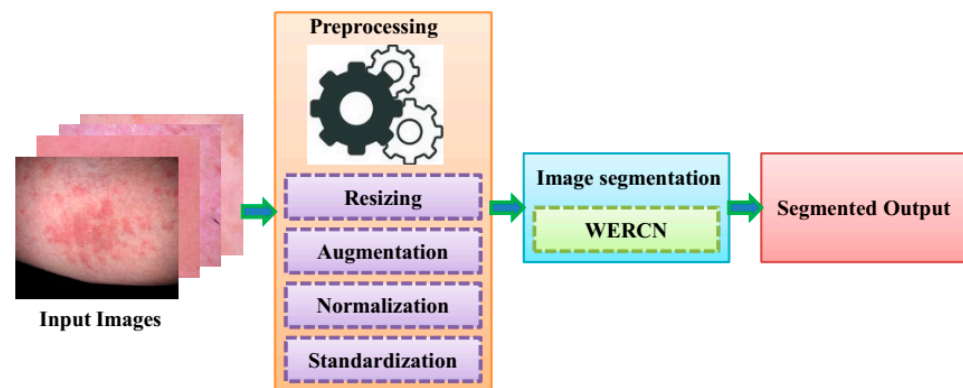 Preprocessing
Input Images
Resizing
Augmentation
Normalization
Standardization
Image segmentation
WERCN
Segmented Output